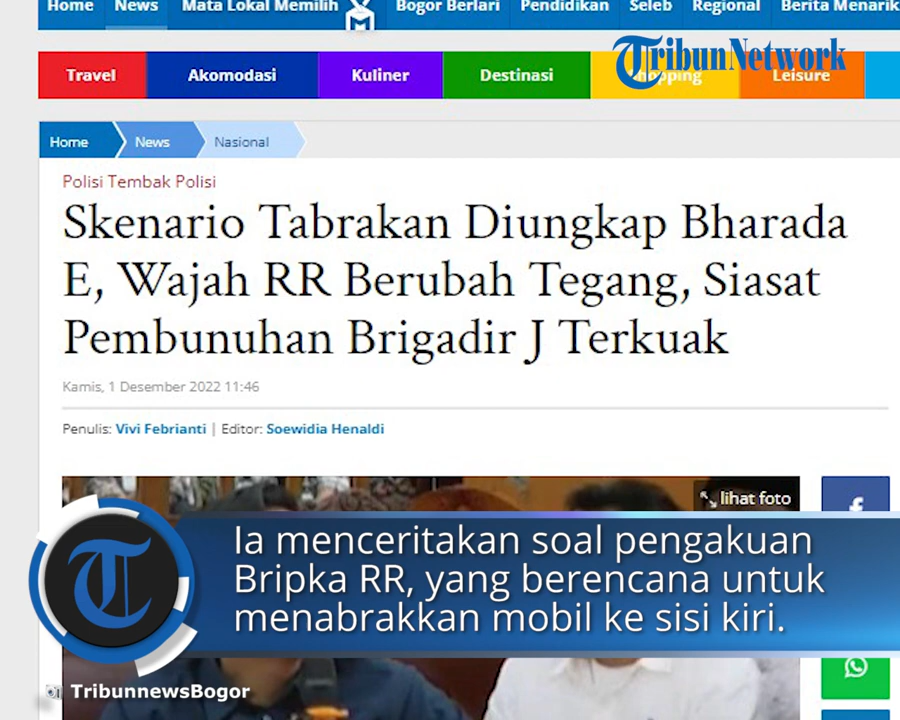 Home News Mata Lokal Memilih Bogor Berlari Pendidikan Seleb Regional Berita Menarik
TribunNetwork
Travel Akomodasi Kuliner Destinasi Shopping Leisure
Home News Nasional
Polisi Tembak Polisi
Skenario Tabrakan Diungkap Bharada
E, Wajah RR Berubah Tegang, Siasat
Pembunuhan Brigadir J Terkuak
Kamis, 1 Desember 2022 11:46
Penulis: Vivi Febrianti | Editor: Soewidia Henaldi
lihat foto
Ia menceritakan soal pengakuan
Bripka RR, yang berencana untuk
menabrakkan mobil ke sisi kiri.
TribunnewsBogor